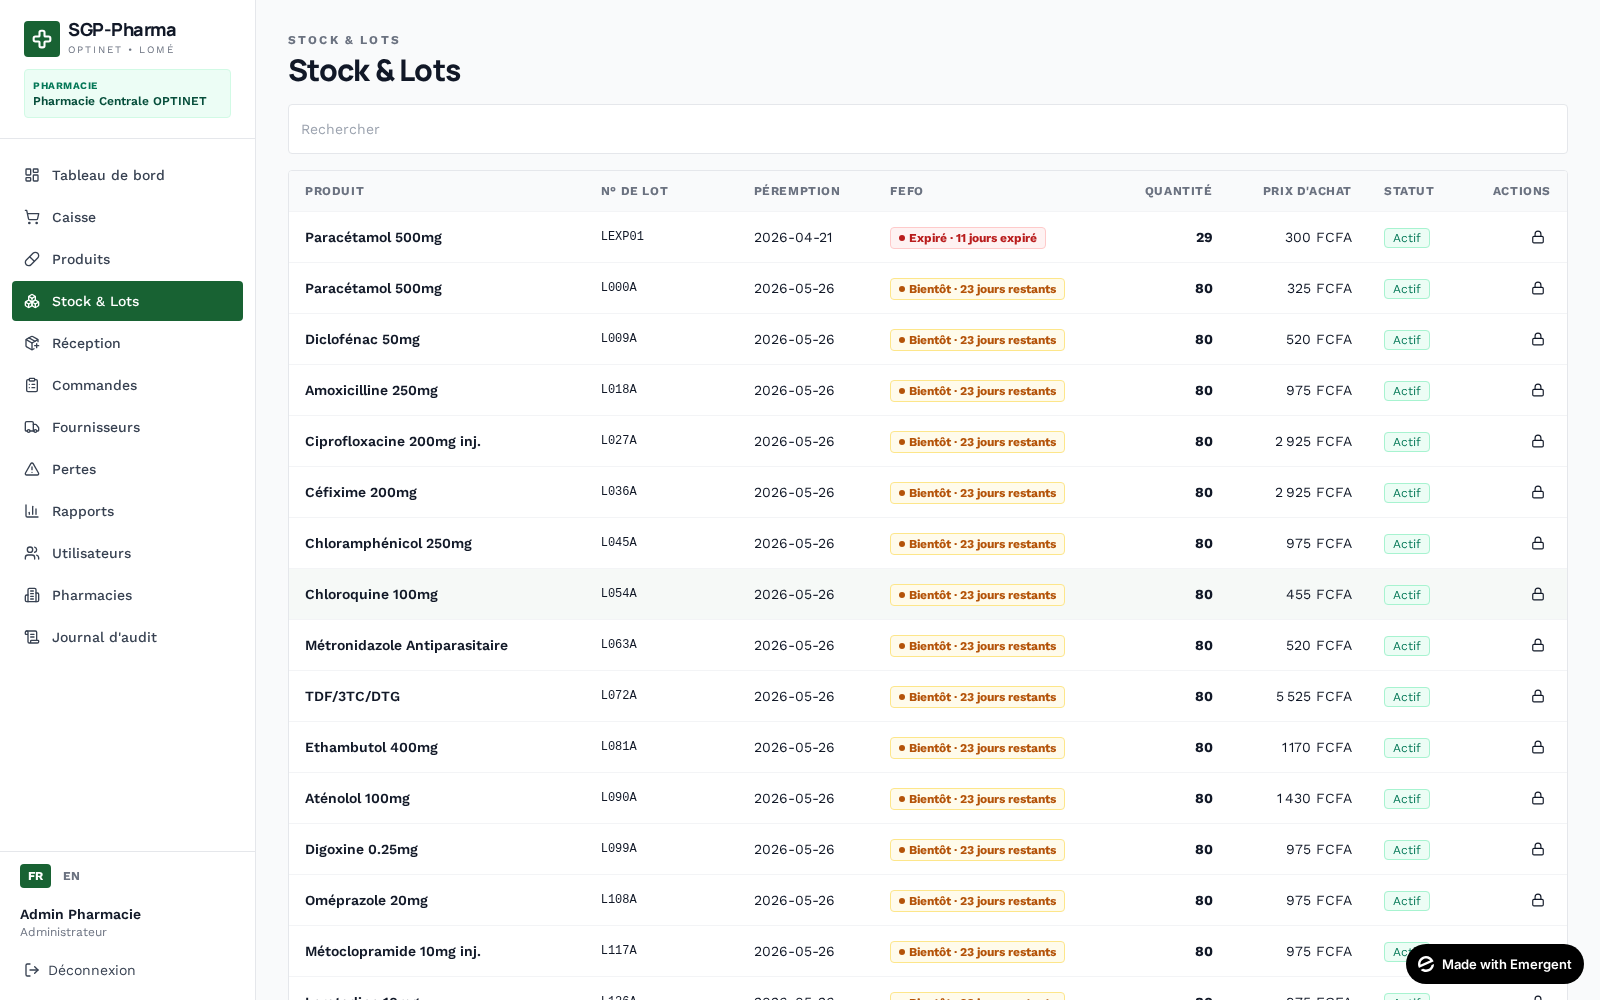 SGP-Pharma
OPTINET • LOMÉ
PHARMACIE
Pharmacie Centrale OPTINET
Tableau de bord
Caisse
Produits
Stock & Lots
Réception
Commandes
Fournisseurs
Pertes
Rapports
Utilisateurs
Pharmacies
Journal d'audit
FR EN
Admin Pharmacie
Administrateur
Déconnexion
STOCK & LOTS
Stock & Lots
Rechercher
PRODUIT N° DE LOT PÉREMPTION FEFO QUANTITÉ PRIX D'ACHAT STATUT ACTIONS
Paracétamol 500mg LEXP01 2026-04-21 Expiré · 11 jours expiré 29 300 FCFA Actif
Paracétamol 500mg L000A 2026-05-26 Bientôt · 23 jours restants 80 325 FCFA Actif
Diclofénac 50mg L009A 2026-05-26 Bientôt · 23 jours restants 80 520 FCFA Actif
Amoxicilline 250mg L018A 2026-05-26 Bientôt · 23 jours restants 80 975 FCFA Actif
Ciprofloxacine 200mg inj. L027A 2026-05-26 Bientôt · 23 jours restants 80 2 925 FCFA Actif
Céfixime 200mg L036A 2026-05-26 Bientôt · 23 jours restants 80 2 925 FCFA Actif
Chloramphénicol 250mg L045A 2026-05-26 Bientôt · 23 jours restants 80 975 FCFA Actif
Chloroquine 100mg L054A 2026-05-26 Bientôt · 23 jours restants 80 455 FCFA Actif
Métronidazole Antiparasitaire L063A 2026-05-26 Bientôt · 23 jours restants 80 520 FCFA Actif
TDF/3TC/DTG L072A 2026-05-26 Bientôt · 23 jours restants 80 5 525 FCFA Actif
Ethambutol 400mg L081A 2026-05-26 Bientôt · 23 jours restants 80 1 170 FCFA Actif
Aténolol 100mg L090A 2026-05-26 Bientôt · 23 jours restants 80 1 430 FCFA Actif
Digoxine 0.25mg L099A 2026-05-26 Bientôt · 23 jours restants 80 975 FCFA Actif
Oméprazole 20mg L108A 2026-05-26 Bientôt · 23 jours restants 80 975 FCFA Actif
Métoclopramide 10mg inj. L117A 2026-05-26 Bientôt · 23 jours restants 80 975 FCFA
Made with Emergent